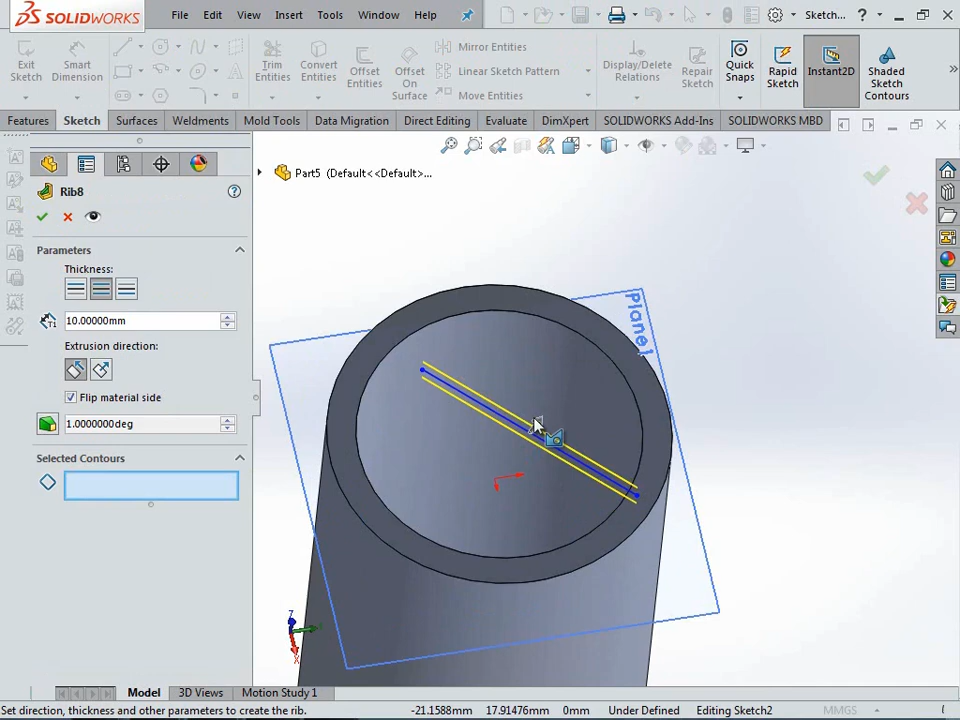 SOLIDWORKS
File Edit View Insert Tools Window Help
Sketch...
?
Exit Sketch
Smart Dimension
Trim Entities
Convert Entities
Offset Entities
Offset On Surface
Mirror Entities
Linear Sketch Pattern
Move Entities
Display/Delete Relations
Repair Sketch
Quick Snaps
Rapid Sketch
Instant2D
Shaded Sketch Contours
Features Sketch Surfaces Weldments Mold Tools Data Migration Direct Editing Evaluate DimXpert SOLIDWORKS Add-Ins SOLIDWORKS MBD
Part5 (Default<<Default>...
Rib8
Parameters
Thickness:
T1
10.00000mm
Extrusion direction:
Flip material side
1.0000000deg
Selected Contours
Plane1
Z
X
Model 3D Views Motion Study 1
Set direction, thickness and other parameters to create the rib.
-21.1588mm 17.91476mm 0mm Under Defined Editing Sketch2 MMGS